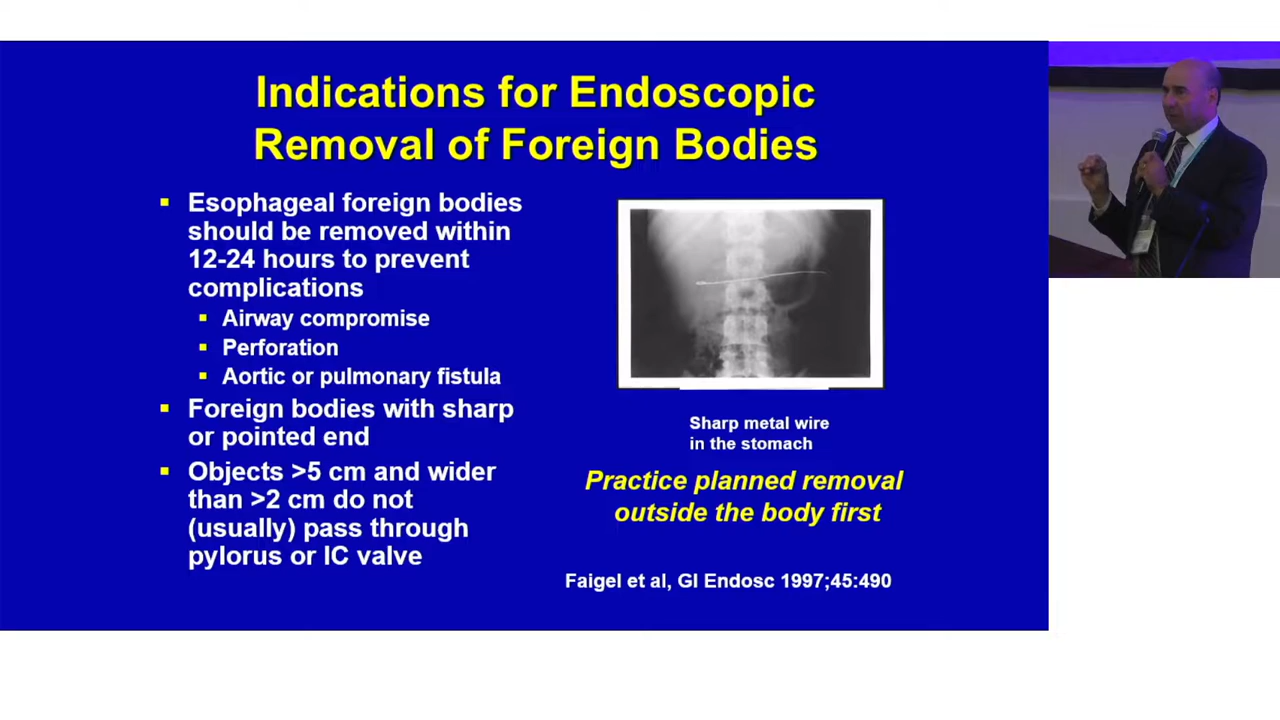 Indications for Endoscopic
Removal of Foreign Bodies
▪ Esophageal foreign bodies
should be removed within
12-24 hours to prevent
complications
▪ Airway compromise
▪ Perforation
▪ Aortic or pulmonary fistula
▪ Foreign bodies with sharp
or pointed end
▪ Objects >5 cm and wider
than >2 cm do not
(usually) pass through
pylorus or IC valve
Sharp metal wire
in the stomach
Practice planned removal
outside the body first
Faigel et al, GI Endosc 1997;45:490